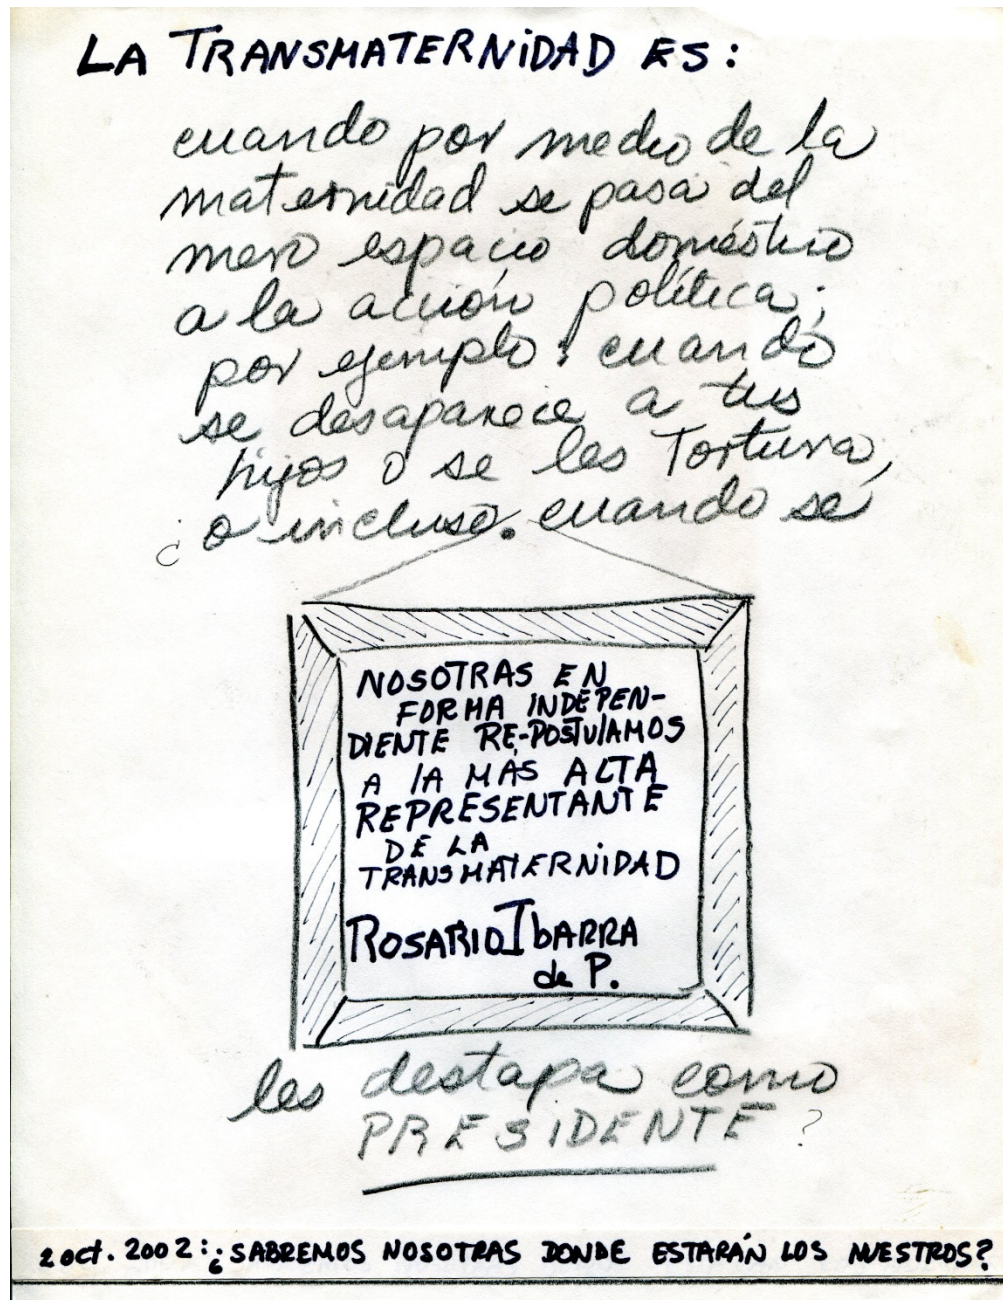 LA TRANSMATERNiDAD ES:
cuando por medio de la
maternidad se pasa del
mero espacio doméstico
a la acción política;
por ejemplo: cuando
se desaparece a tus
hijos o se les Tortura,
¿o incluso. cuando se
NOSOTRAS EN
FORMA INDEPEN-
DIENTE RE-POSTULAMOS
A LA MÁS ALTA
REPRESENTANTE
DE LA
TRANSMATERNiDAD
ROSARIO IbARRA
de P.
les destapa como
PRESIDENTE?
2 oct. 2002: ¿SABREMOS NOSOTRAS DONDE ESTARÁN LOS NUESTROS?